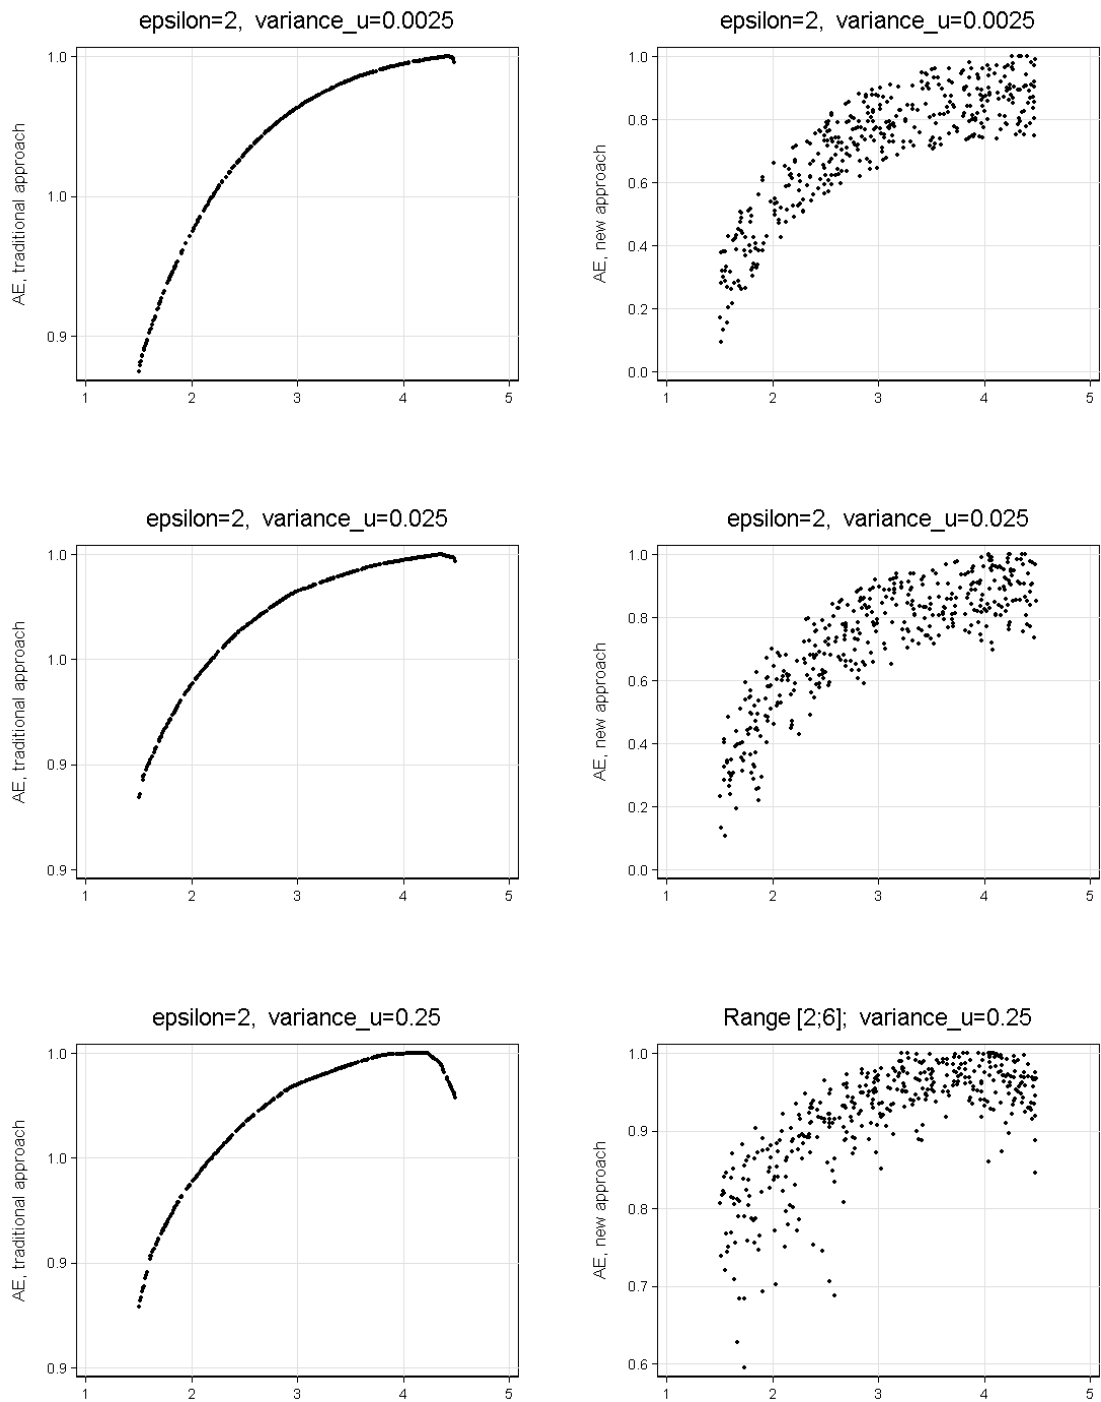 epsilon=2, variance_u=0.0025
AE, traditional approach
1.0
1.0
0.9
1 2 3 4 5
epsilon=2, variance_u=0.0025
AE, new approach
1.0
0.8
0.6
0.4
0.2
0.0
1 2 3 4 5
epsilon=2, variance_u=0.025
AE, traditional approach
1.0
1.0
0.9
0.9
1 2 3 4 5
epsilon=2, variance_u=0.025
AE, new approach
1.0
0.8
0.6
0.4
0.2
0.0
1 2 3 4 5
epsilon=2, variance_u=0.25
AE, traditional approach
1.0
1.0
0.9
0.9
1 2 3 4 5
Range [2;6]; variance_u=0.25
AE, new approach
1.0
0.9
0.8
0.7
0.6
1 2 3 4 5